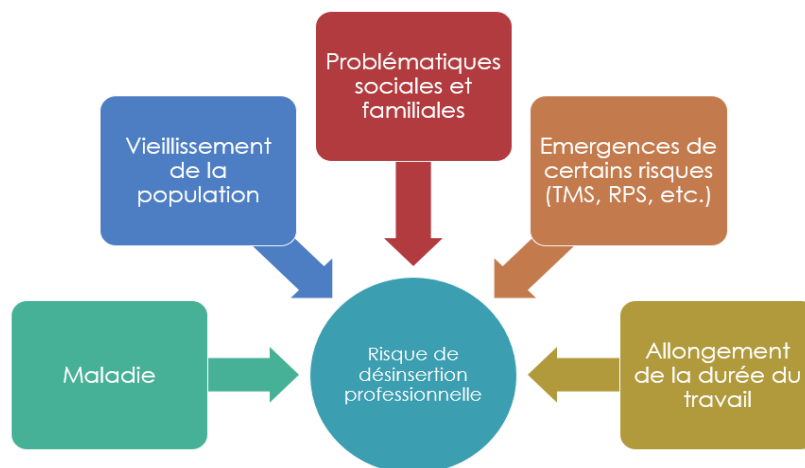 Problématiques
sociales et
familiales
Vieillissement
de la
population
Emergences de
certains risques
(TMS, RPS, etc.)
Maladie
Risque de
désinsertion
professionnelle
Allongement
de la durée du
travail